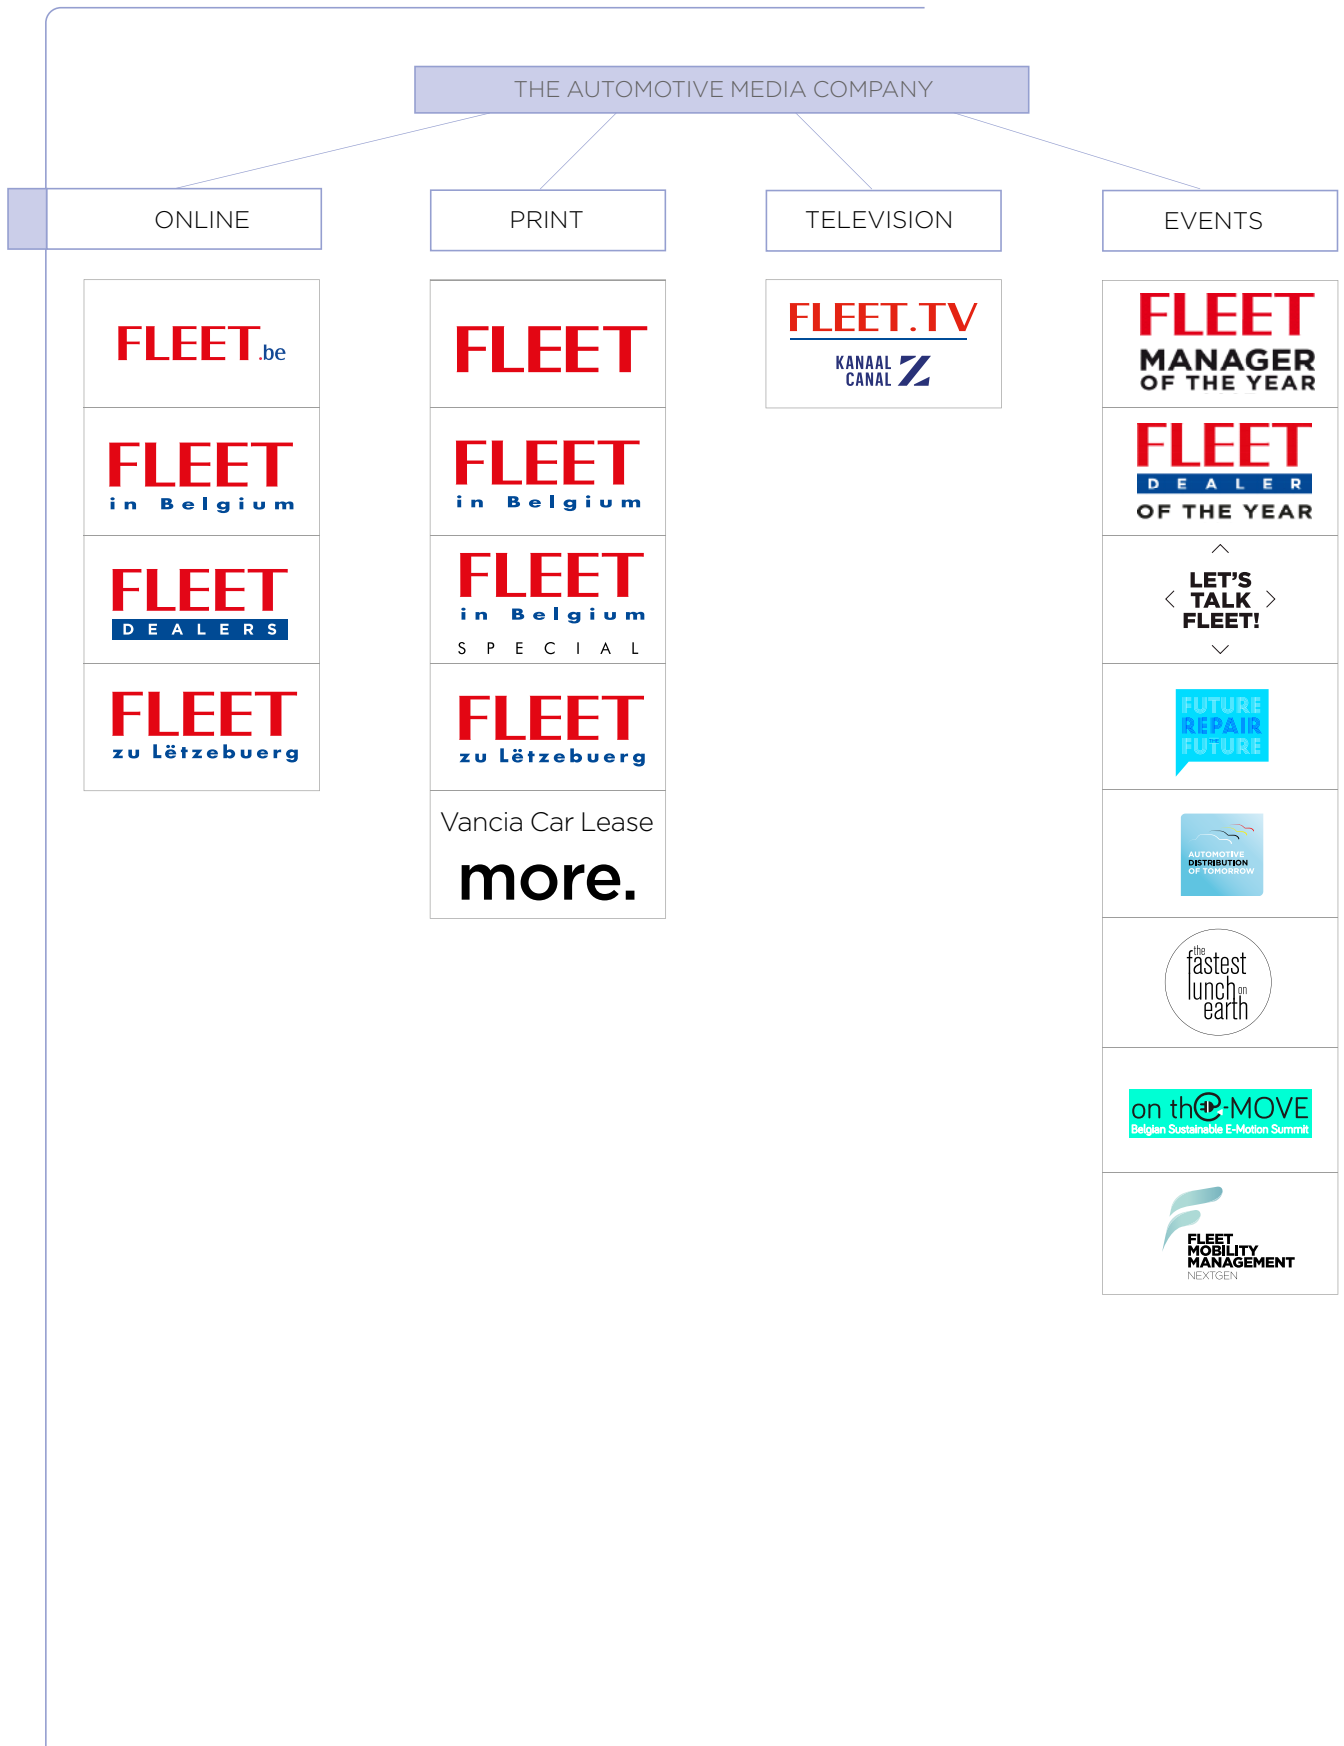 THE AUTOMOTIVE MEDIA COMPANY
ONLINE
FLEET.be
FLEET
in Belgium
FLEET
DEALERS
FLEET
zu Lëtzebuerg
PRINT
FLEET
FLEET
in Belgium
FLEET
in Belgium
SPECIAL
FLEET
zu Lëtzebuerg
Vancia Car Lease
more.
TELEVISION
FLEET.TV
KANAAL
CANAL Z
EVENTS
FLEET
MANAGER
OF THE YEAR
FLEET
DEALER
OF THE YEAR
LET'S
TALK
FLEET!
FUTURE
REPAIR
THE
FUTURE
AUTOMOTIVE
DISTRIBUTION
OF TOMORROW
the
fastest
lunch on
earth
on the-MOVE
Belgian Sustainable E-Motion Summit
FLEET
MOBILITY
MANAGEMENT
NEXTGEN